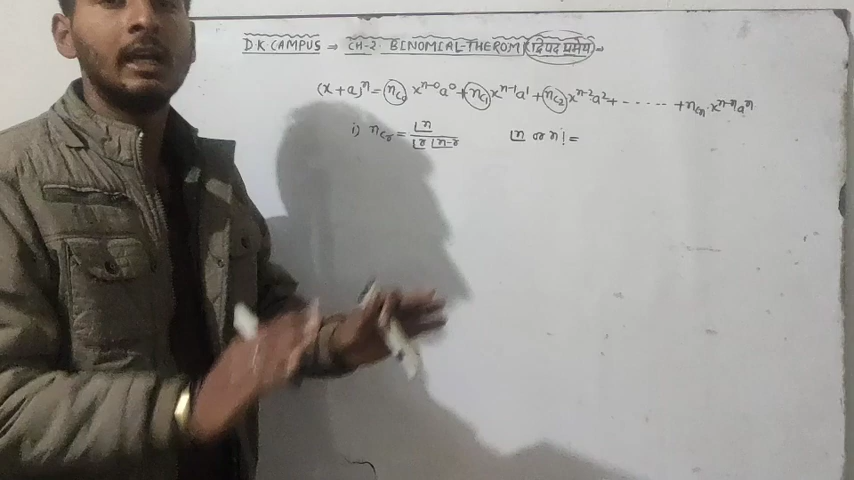 D.K CAMPUS ⇒ CH-2 BINOMIAL-THEROM (द्विपद प्रमेय) ⇒
(x+a)ⁿ = nC₀ xⁿ⁻⁰a⁰ + nC₁ xⁿ⁻¹a¹ + nC₂ xⁿ⁻²a² + ------ + nCₙ xⁿ⁻ⁿaⁿ
i) nCr = ⌊n / ⌊r ⌊n-r    ⌊n or n! =